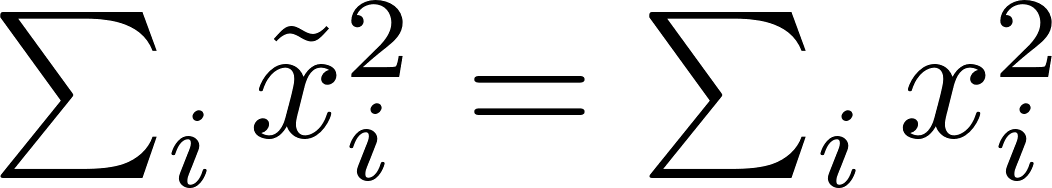 $\sum_i \tilde{x}_i^2 = \sum_i x_i^2$